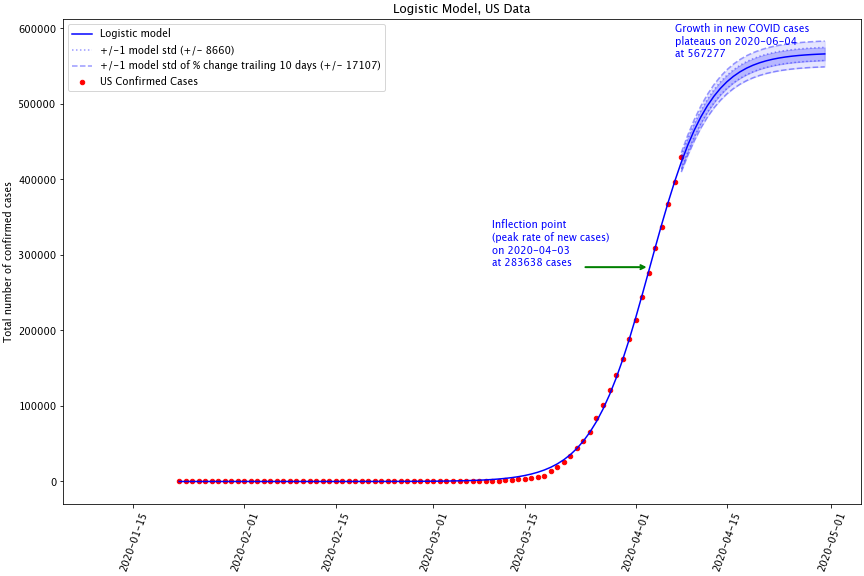 Logistic Model, US Data
Logistic model
+/-1 model std (+/- 8660)
+/-1 model std of % change trailing 10 days (+/- 17107)
US Confirmed Cases
Growth in new COVID cases
plateaus on 2020-06-04
at 567277
Inflection point
(peak rate of new cases)
on 2020-04-03
at 283638 cases
Total number of confirmed cases
600000
500000
400000
300000
200000
100000
0
2020-01-15
2020-02-01
2020-02-15
2020-03-01
2020-03-15
2020-04-01
2020-04-15
2020-05-01